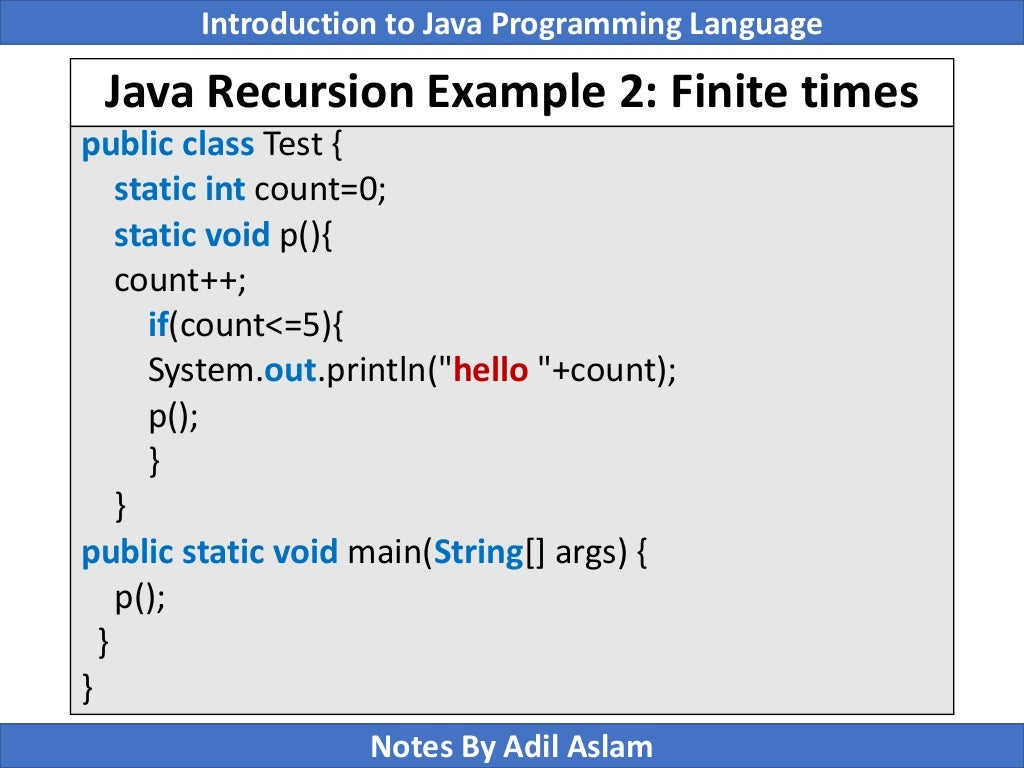 Introduction to Java Programming Language
Java Recursion Example 2: Finite times
public class Test {
static int count=0;
static void p(){
count++;
if(count<=5){
System.out.println("hello "+count);
p();
}
}
public static void main(String[] args) {
p();
}
}
Notes By Adil Aslam